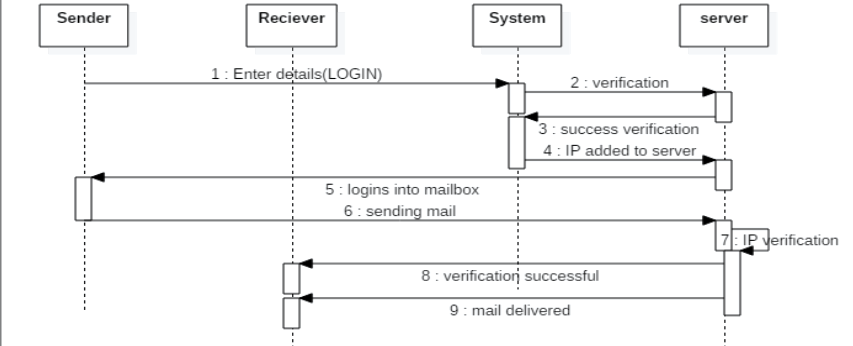 Sender
Reciever
System
server
1 : Enter details(LOGIN)
2 : verification
3 : success verification
4 : IP added to server
5 : logins into mailbox
6 : sending mail
7 : IP verification
8 : verification successful
9 : mail delivered